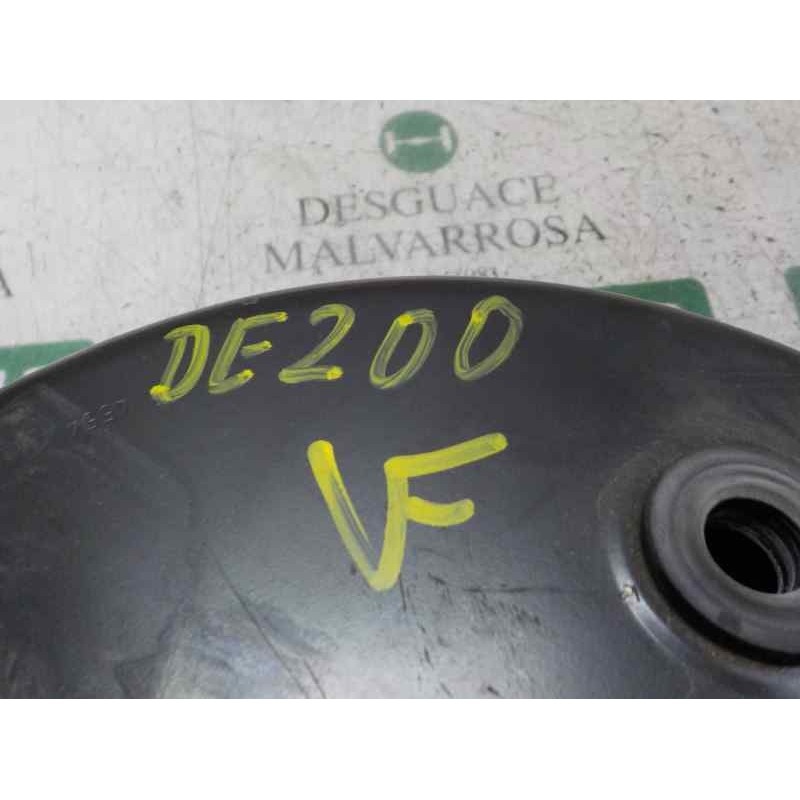 DESGUACE
MALVARROSA
DE200
VF